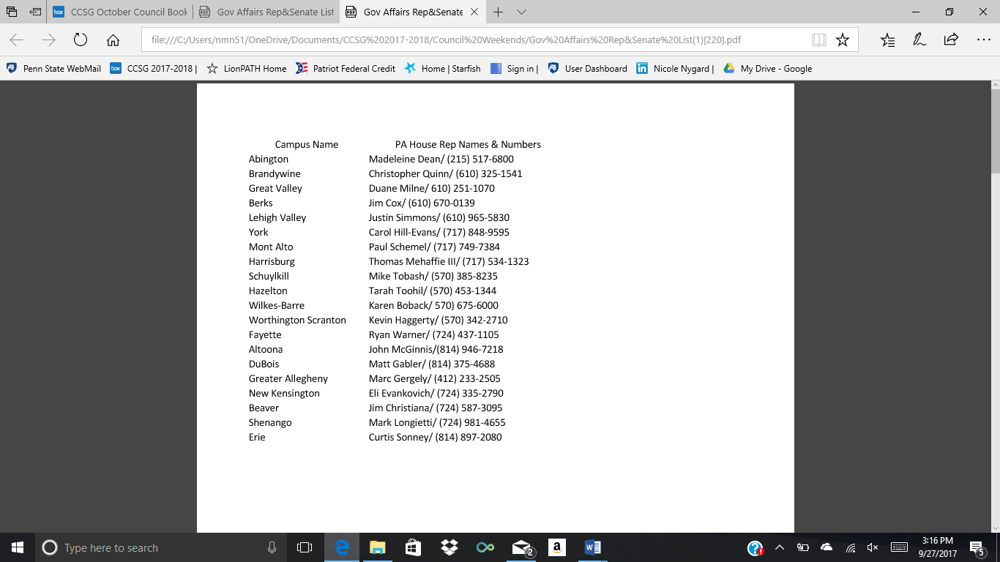 CCSG October Council Book
Gov Affairs Rep&Senate List
Gov Affairs Rep&Senate
file:///C:/Users/nmn51/OneDrive/Documents/CCSG%202017-2018/Council%20Weekends/Gov%20Affairs%20Rep&Senate%20List(1)[220].pdf
Penn State WebMail box CCSG 2017-2018 | LionPATH Home Patriot Federal Credit Home | Starfish Sign in | User Dashboard in Nicole Nygard | My Drive - Google
Campus Name PA House Rep Names & Numbers
Abington Madeleine Dean/ (215) 517-6800
Brandywine Christopher Quinn/ (610) 325-1541
Great Valley Duane Milne/ 610) 251-1070
Berks Jim Cox/ (610) 670-0139
Lehigh Valley Justin Simmons/ (610) 965-5830
York Carol Hill-Evans/ (717) 848-9595
Mont Alto Paul Schemel/ (717) 749-7384
Harrisburg Thomas Mehaffie III/ (717) 534-1323
Schuylkill Mike Tobash/ (570) 385-8235
Hazelton Tarah Toohil/ (570) 453-1344
Wilkes-Barre Karen Boback/ 570) 675-6000
Worthington Scranton Kevin Haggerty/ (570) 342-2710
Fayette Ryan Warner/ (724) 437-1105
Altoona John McGinnis/(814) 946-7218
DuBois Matt Gabler/ (814) 375-4688
Greater Allegheny Marc Gergely/ (412) 233-2505
New Kensington Eli Evankovich/ (724) 335-2790
Beaver Jim Christiana/ (724) 587-3095
Shenango Mark Longietti/ (724) 981-4655
Erie Curtis Sonney/ (814) 897-2080
Type here to search
2
a
3:16 PM
9/27/2017
5